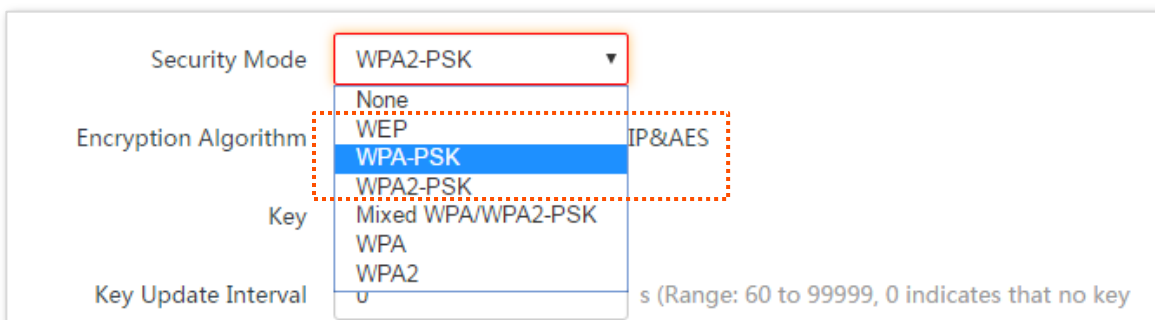 Security Mode WPA2-PSK
None
Encryption Algorithm WEP IP&AES
WPA-PSK
WPA2-PSK
Key Mixed WPA/WPA2-PSK
WPA
WPA2
Key Update Interval 0 s (Range: 60 to 99999, 0 indicates that no key